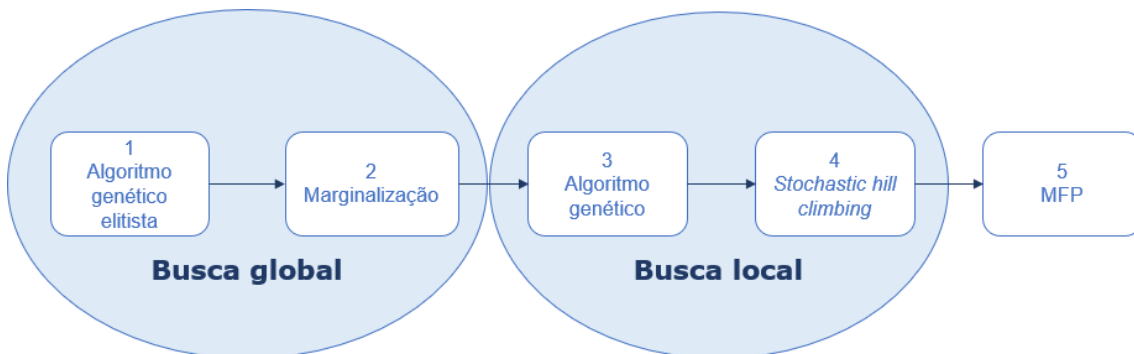 1
Algoritmo
genético
elitista
2
Marginalização
3
Algoritmo
genético
4
Stochastic hill
climbing
5
MFP
Busca global
Busca local